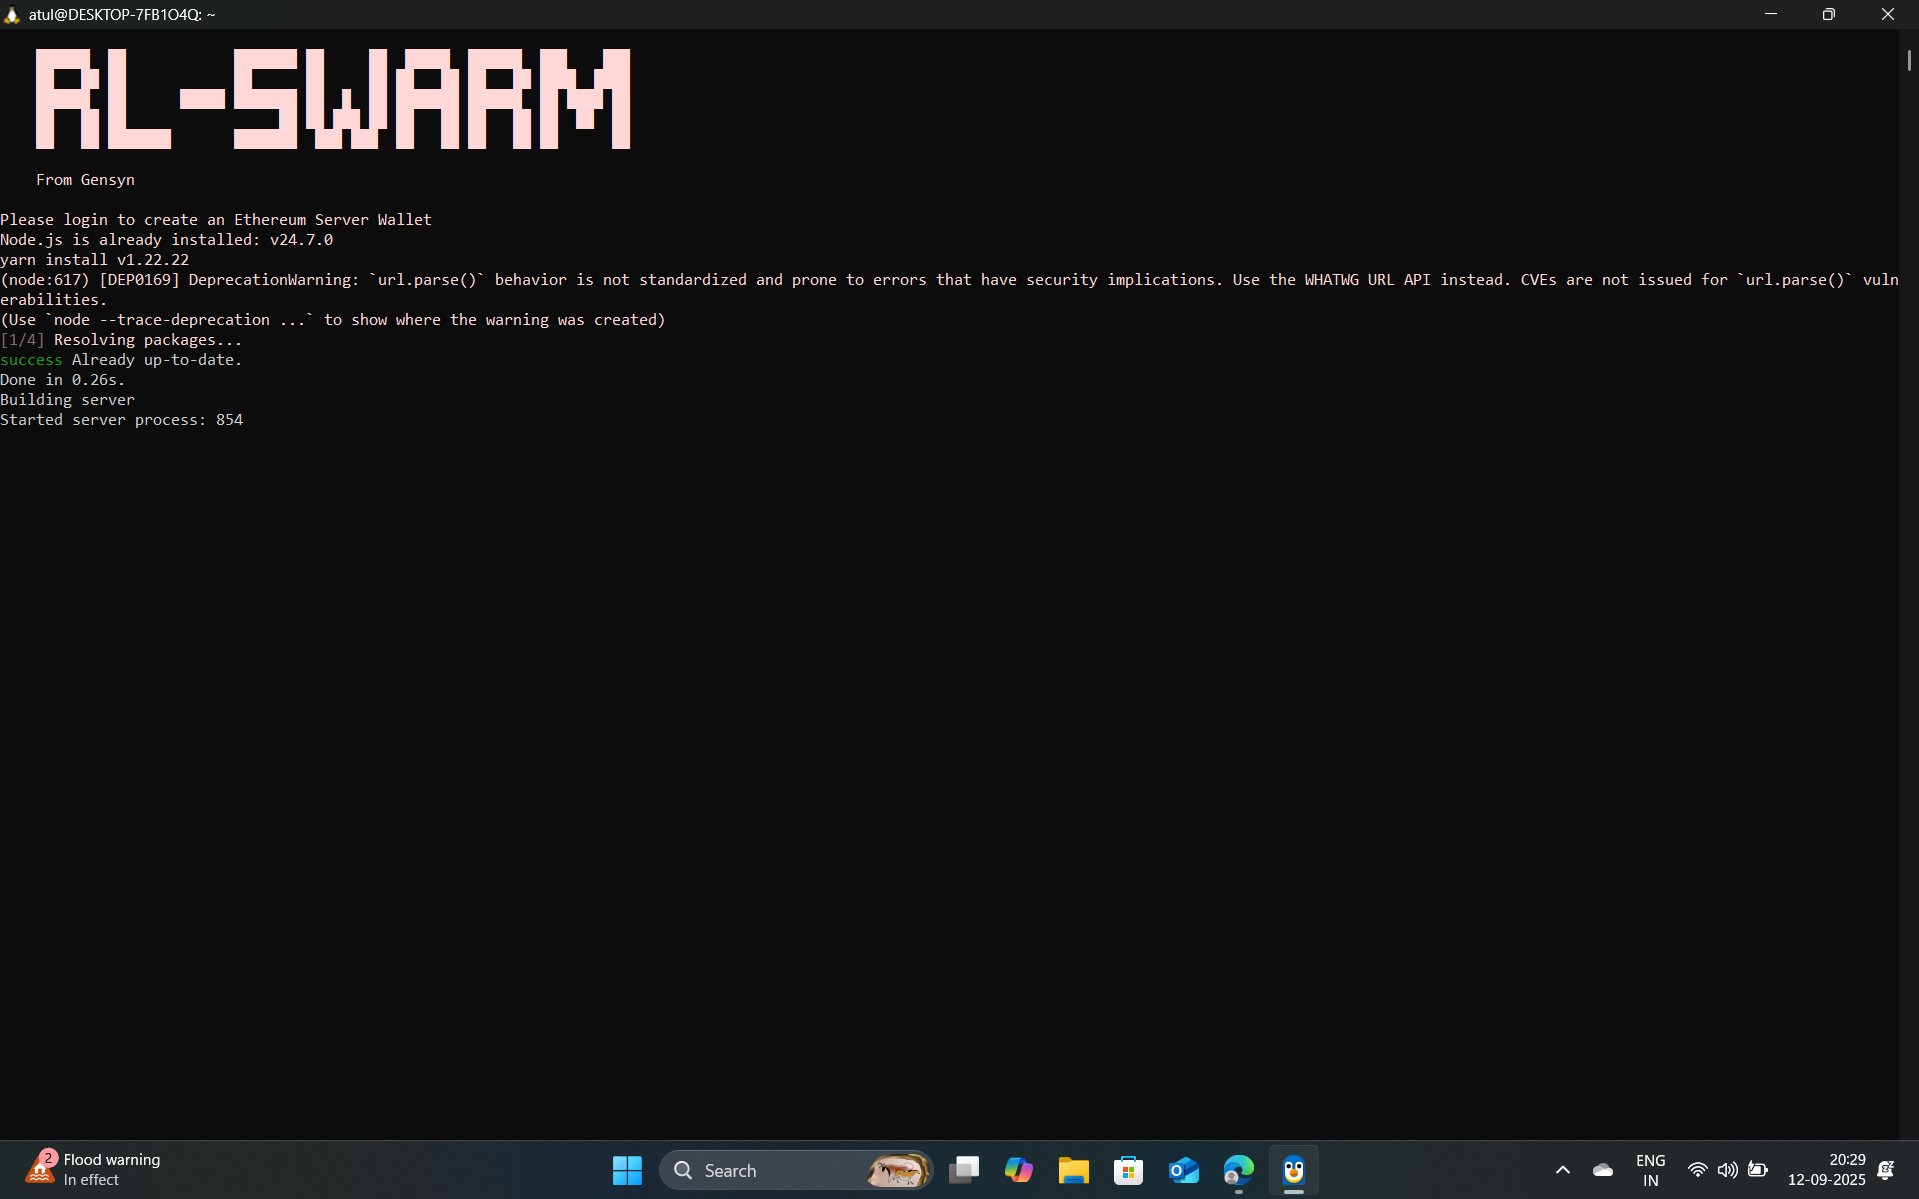 atul@DESKTOP-7FB1O4Q: ~
RL-SWARM
From Gensyn
Please login to create an Ethereum Server Wallet
Node.js is already installed: v24.7.0
yarn install v1.22.22
(node:617) [DEP0169] DeprecationWarning: `url.parse()` behavior is not standardized and prone to errors that have security implications. Use the WHATWG URL API instead. CVEs are not issued for `url.parse()` vuln
erabilities.
(Use `node --trace-deprecation ...` to show where the warning was created)
[1/4] Resolving packages...
success Already up-to-date.
Done in 0.26s.
Building server
Started server process: 854
2
Flood warning
In effect
Search
ENG
IN
20:29
12-09-2025